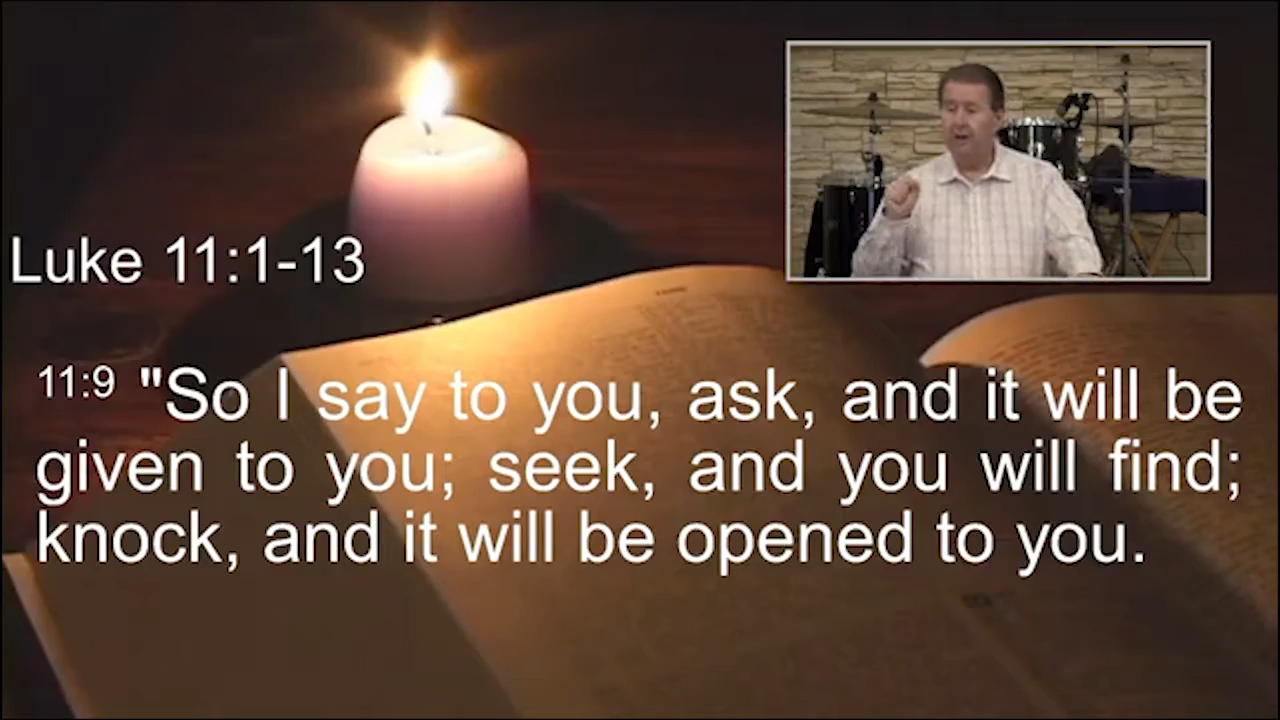 Luke 11:1-13
11:9 "So I say to you, ask, and it will be
given to you; seek, and you will find;
knock, and it will be opened to you.